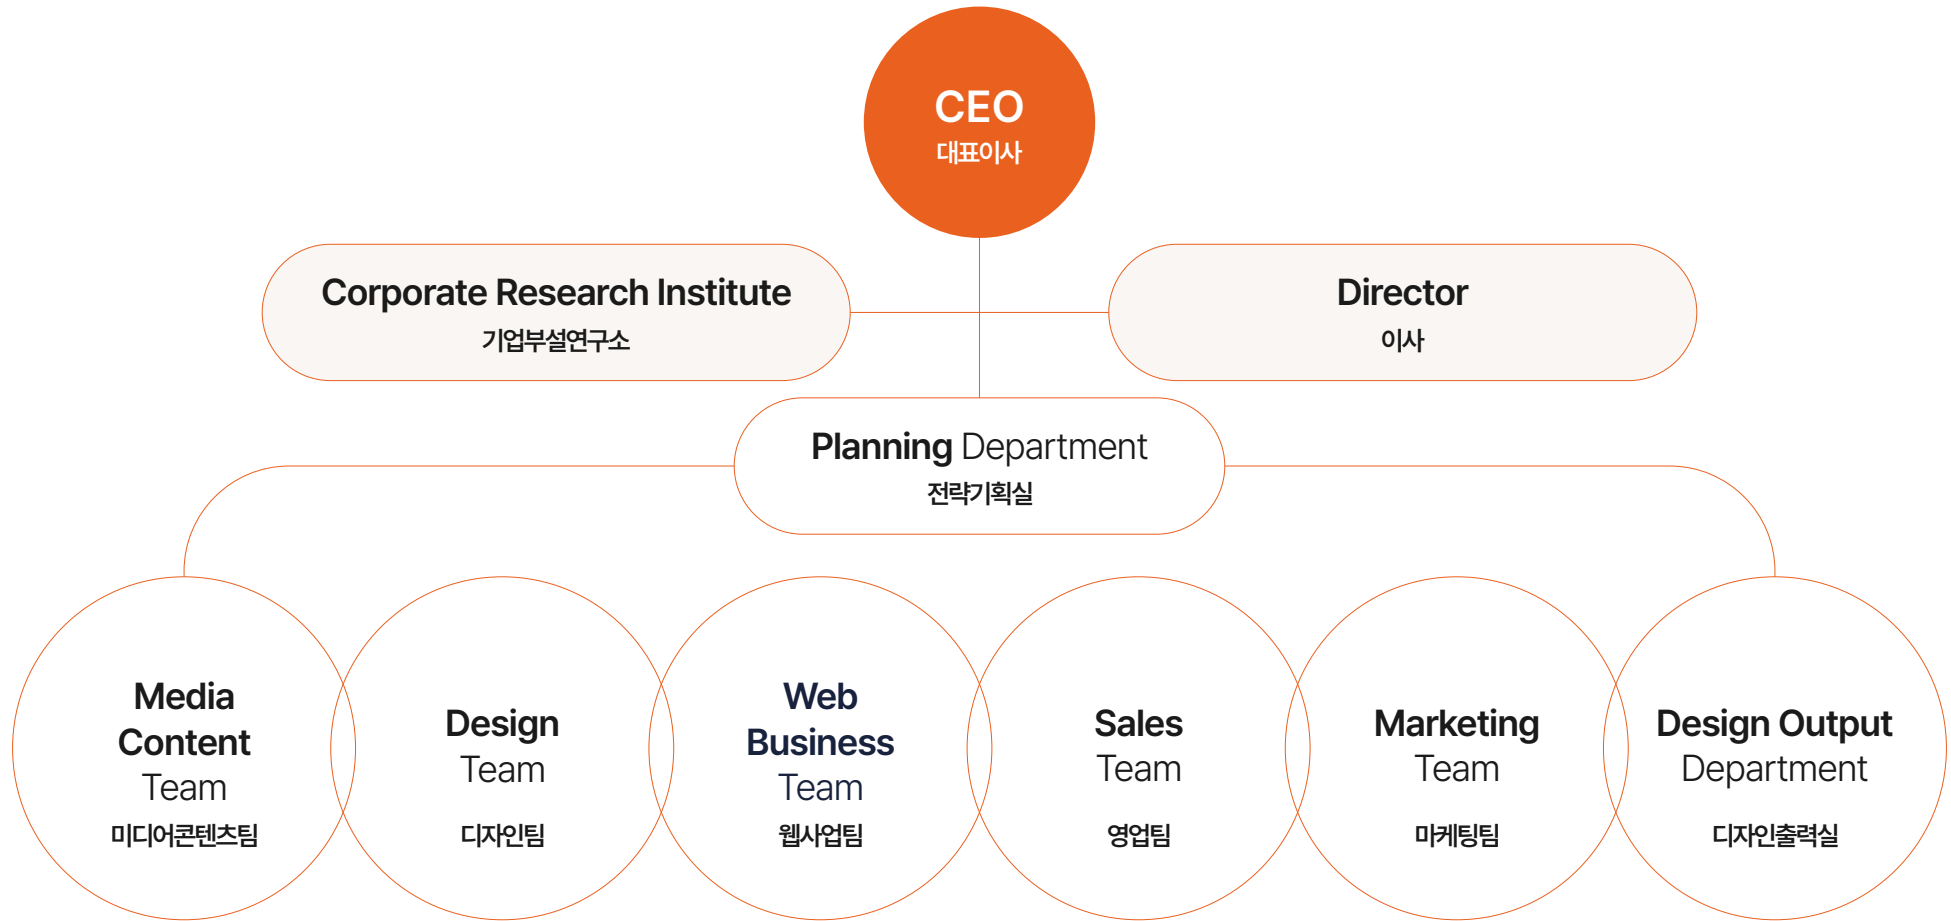 CEO
대표이사
Corporate Research Institute
기업부설연구소
Director
이사
Planning Department
전략기획실
Media
Content
Team
미디어콘텐츠팀
Design
Team
디자인팀
Web
Business
Team
웹사업팀
Sales
Team
영업팀
Marketing
Team
마케팅팀
Design Output
Department
디자인출력실